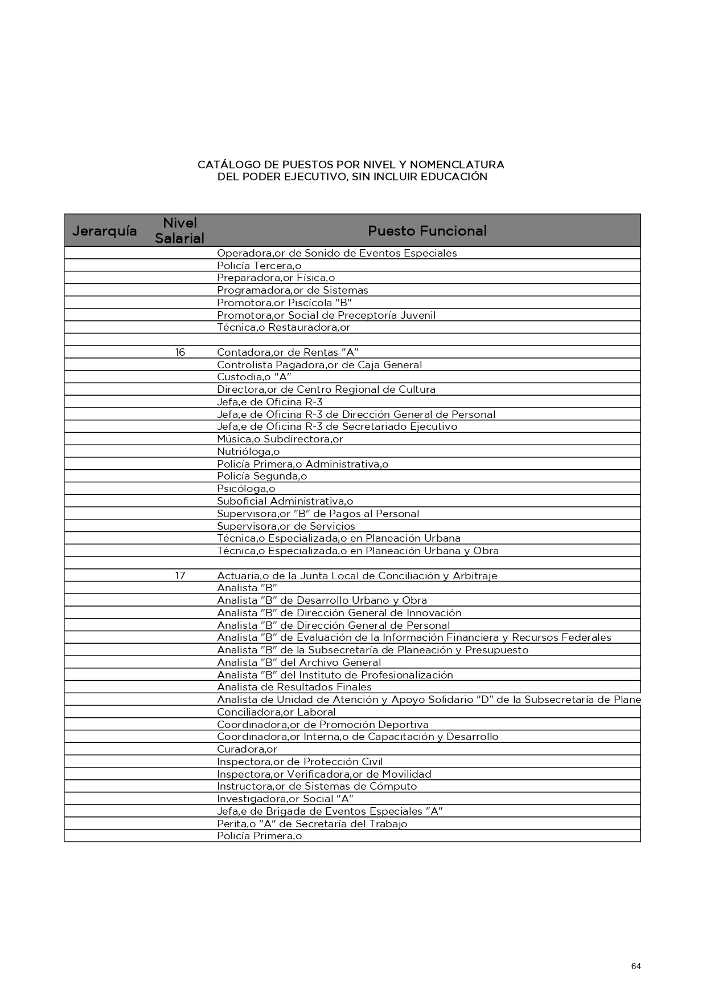 CATÁLOGO DE PUESTOS POR NIVEL Y NOMENCLATURA
DEL PODER EJECUTIVO, SIN INCLUIR EDUCACIÓN
Jerarquía Nivel Salarial Puesto Funcional
Operadora,or de Sonido de Eventos Especiales
Policía Tercera,o
Preparadora,or Física,o
Programadora,or de Sistemas
Promotora,or Piscícola "B"
Promotora,or Social de Preceptoría Juvenil
Técnica,o Restauradora,or
16 Contadora,or de Rentas "A"
Controlista Pagadora,or de Caja General
Custodia,o "A"
Directora,or de Centro Regional de Cultura
Jefa,e de Oficina R-3
Jefa,e de Oficina R-3 de Dirección General de Personal
Jefa,e de Oficina R-3 de Secretariado Ejecutivo
Música,o Subdirectora,or
Nutrióloga,o
Policía Primera,o Administrativa,o
Policía Segunda,o
Psicóloga,o
Suboficial Administrativa,o
Supervisora,or "B" de Pagos al Personal
Supervisora,or de Servicios
Técnica,o Especializada,o en Planeación Urbana
Técnica,o Especializada,o en Planeación Urbana y Obra
17 Actuaria,o de la Junta Local de Conciliación y Arbitraje
Analista "B"
Analista "B" de Desarrollo Urbano y Obra
Analista "B" de Dirección General de Innovación
Analista "B" de Dirección General de Personal
Analista "B" de Evaluación de la Información Financiera y Recursos Federales
Analista "B" de la Subsecretaría de Planeación y Presupuesto
Analista "B" del Archivo General
Analista "B" del Instituto de Profesionalización
Analista de Resultados Finales
Analista de Unidad de Atención y Apoyo Solidario "D" de la Subsecretaría de Plane
Conciliadora,or Laboral
Coordinadora,or de Promoción Deportiva
Coordinadora,or Interna,o de Capacitación y Desarrollo
Curadora,or
Inspectora,or de Protección Civil
Inspectora,or Verificadora,or de Movilidad
Instructora,or de Sistemas de Cómputo
Investigadora,or Social "A"
Jefa,e de Brigada de Eventos Especiales "A"
Perita,o "A" de Secretaría del Trabajo
Policía Primera,o
64